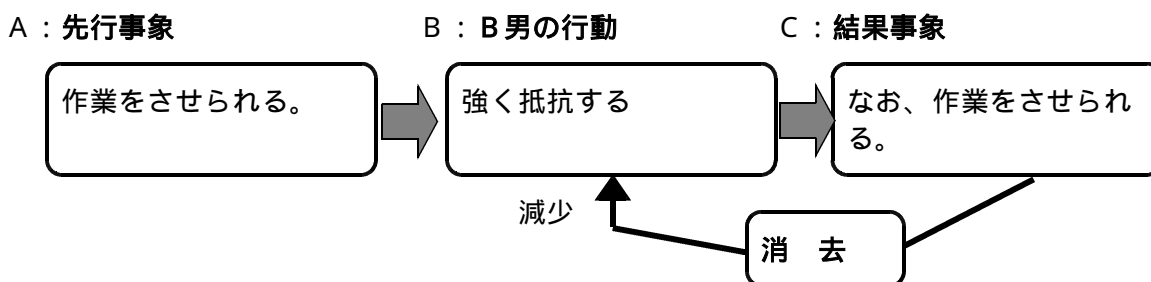 A：先行事象
B：B男の行動
C：結果事象
作業をさせられる。
強く抵抗する
なお、作業をさせられ
る。
減少
消　去